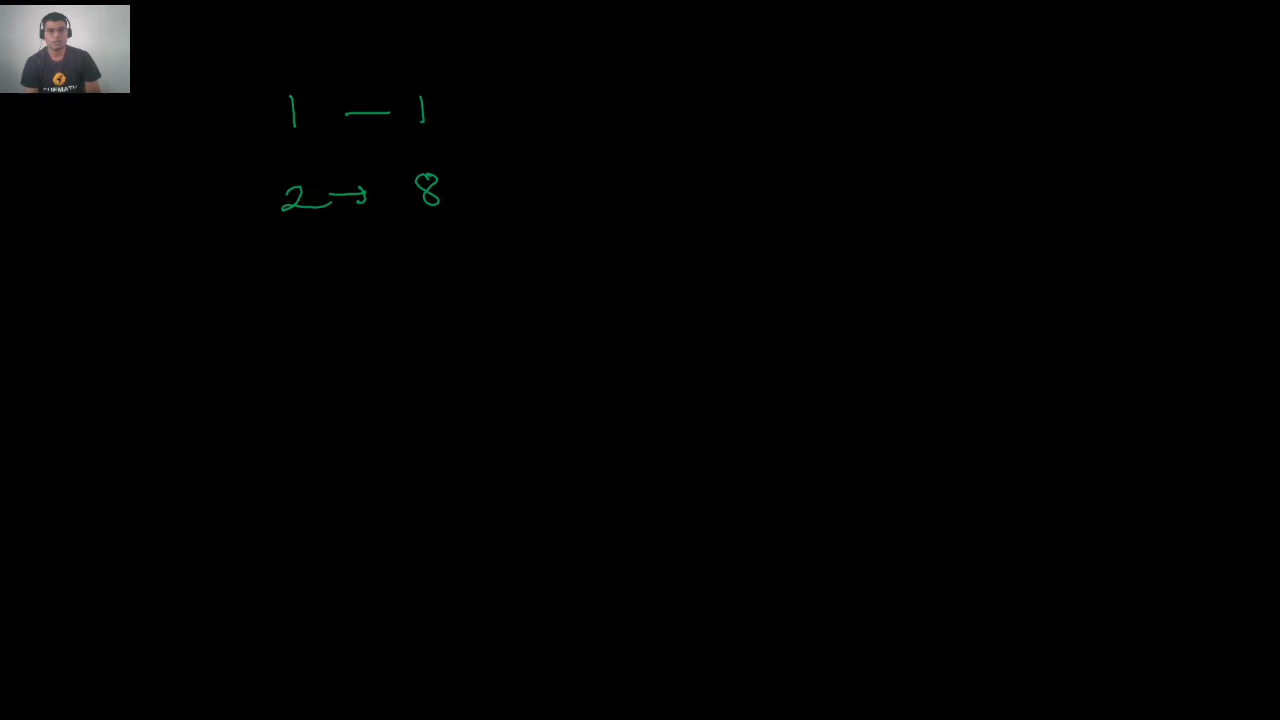 1 — 1
2 → 8